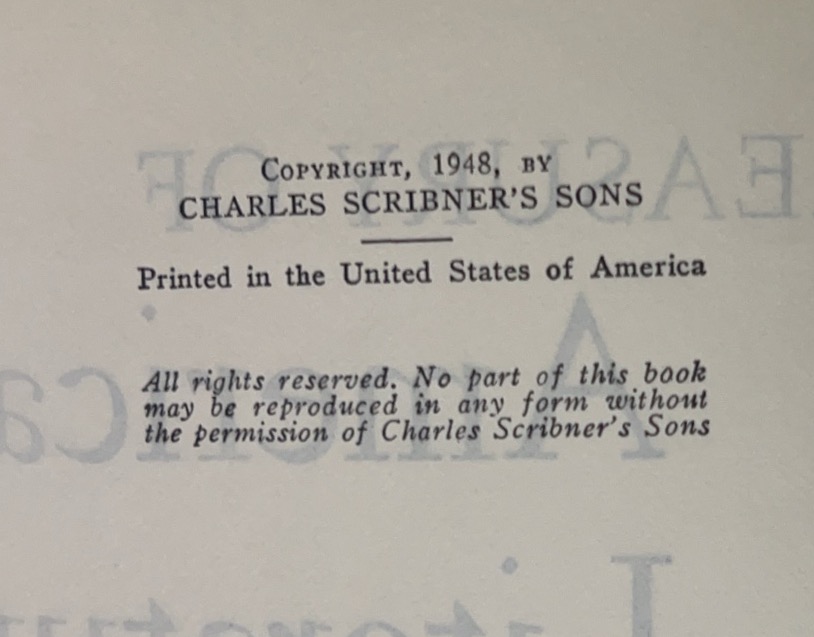 COPYRIGHT, 1948, BY
CHARLES SCRIBNER'S SONS
Printed in the United States of America
All rights reserved. No part of this book
may be reproduced in any form without
the permission of Charles Scribner's Sons